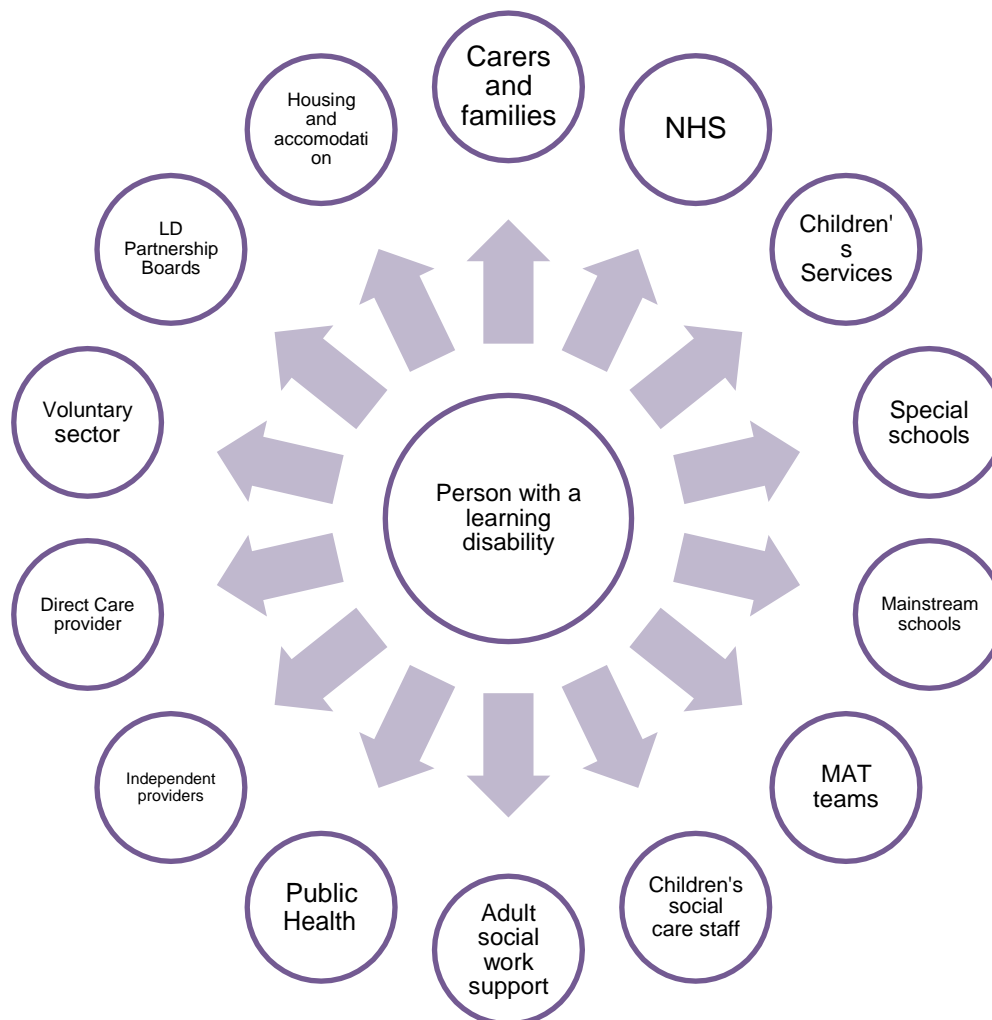 Carers
and
families
NHS
Children'
s
Services
Special
schools
Mainstream
schools
MAT
teams
Children's
social
care staff
Adult
social
work
support
Public
Health
Independent
providers
Direct Care
provider
Voluntary
sector
LD
Partnership
Boards
Housing
and
accomodati
on
Person with a
learning
disability